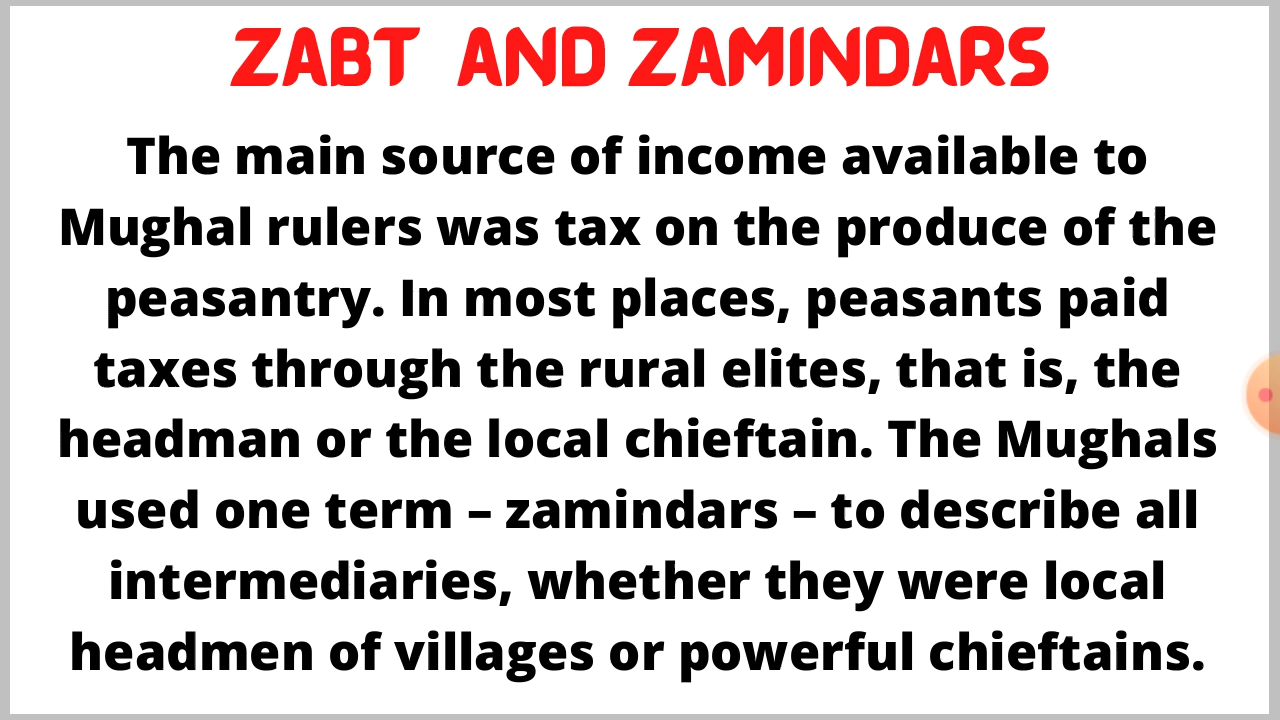 ZABT AND ZAMINDARS
The main source of income available to
Mughal rulers was tax on the produce of the
peasantry. In most places, peasants paid
taxes through the rural elites, that is, the
headman or the local chieftain. The Mughals
used one term – zamindars – to describe all
intermediaries, whether they were local
headmen of villages or powerful chieftains.